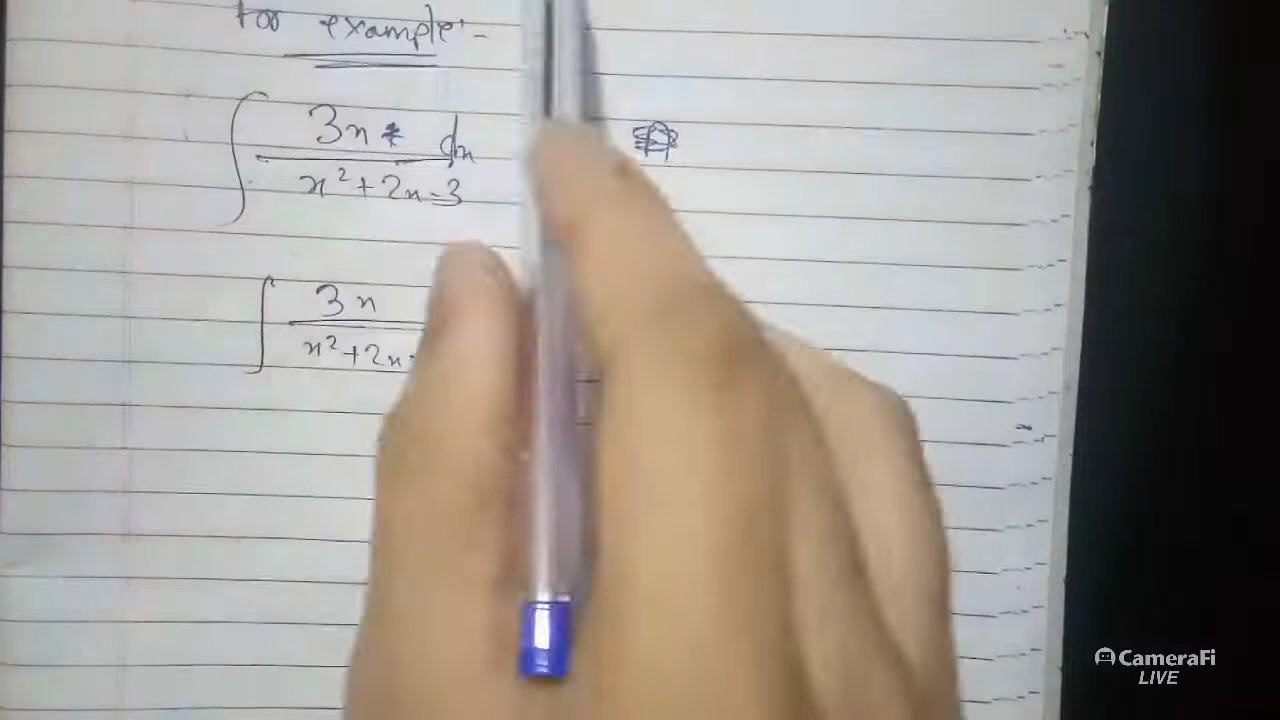 For example:-
∫ 3x dx
x²+2x-3
∫ 3x
x²+2x
CameraFi
LIVE